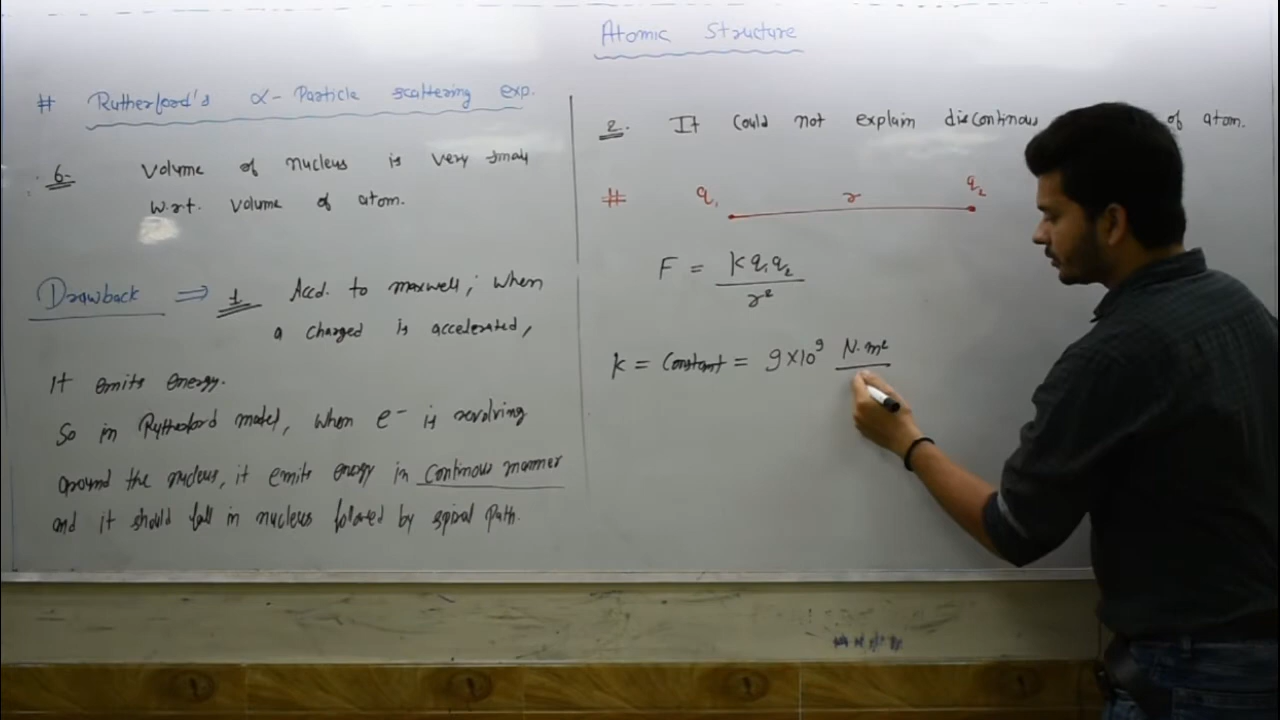 Atomic Structure
# Rutherford's α-Particle scattering exp.
6- Volume of nucleus is very small
w.r.t. volume of atom.
Drawback ⇒ 1 Accd. to maxwell, when
a charged is accelerated,
It emits energy.
So in Rutherford model, when e- is revolving
around the nucleus, it emits energy in continous manner
and it should fall in nucleus followed by spiral path.
2. It could not explain discontinous of atom.
# q₁ r q₂
F = K q₁ q₂ / r²
K = Constant = 9×10⁹ N.m²